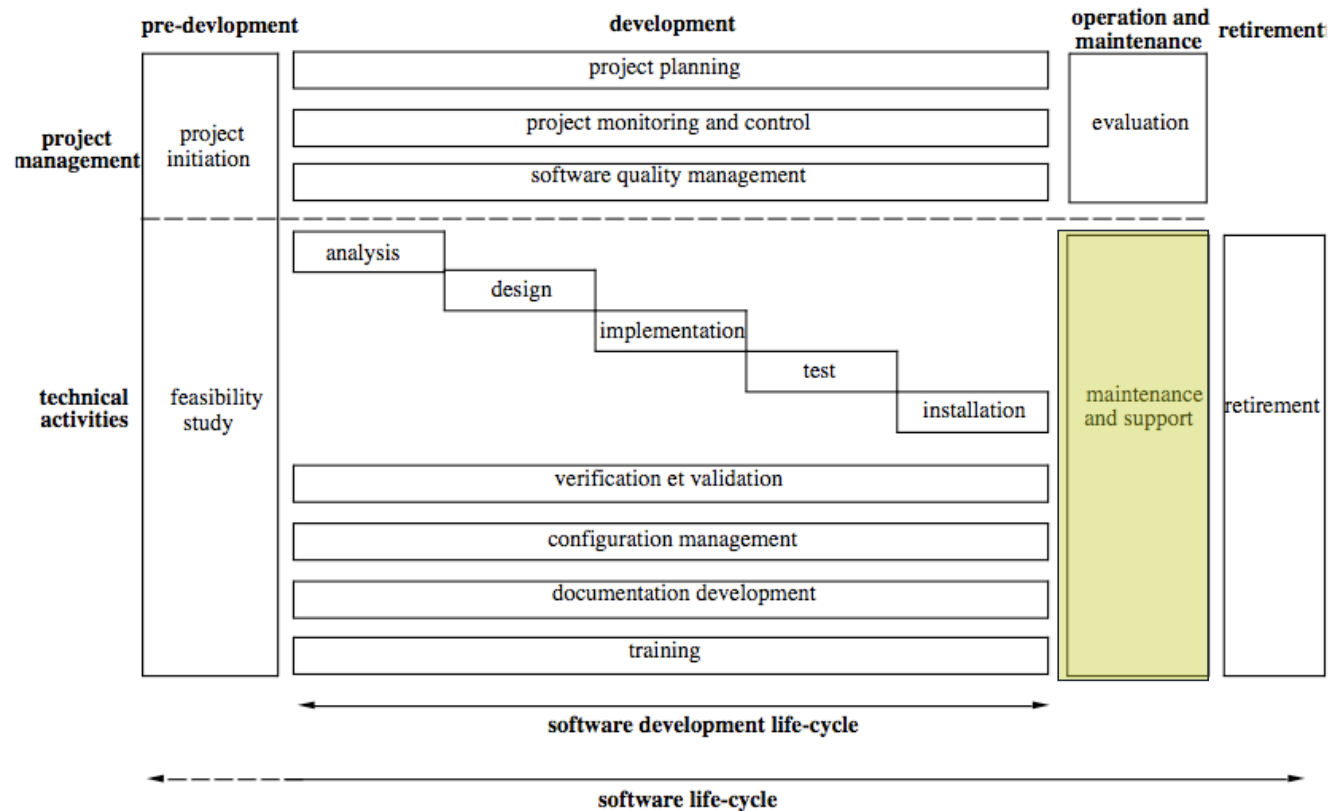 pre-devlopment
development
operation and
maintenance
retirement
project planning
project monitoring and control
software quality management
project
management
project
initiation
evaluation
analysis
design
implementation
test
installation
technical
activities
feasibility
study
maintenance
and support
retirement
verification et validation
configuration management
documentation development
training
software development life-cycle
software life-cycle